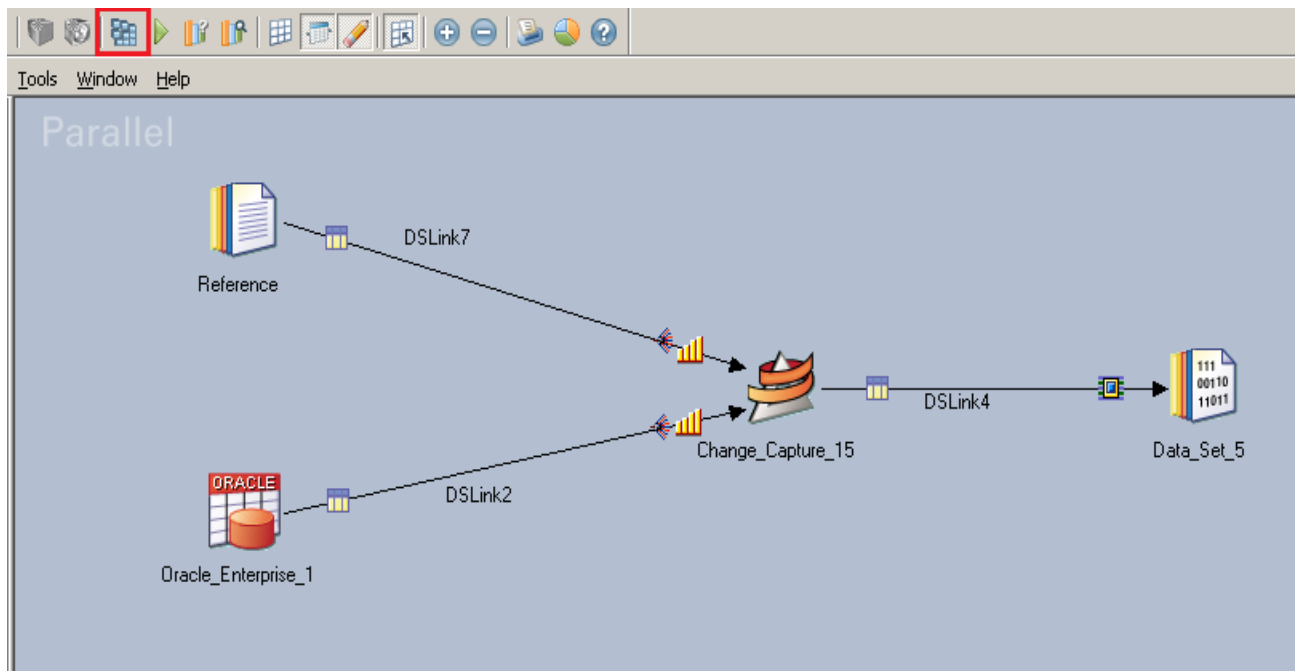 Tools Window Help
Parallel
DSLink7
Reference
111
00110
11011
DSLink4
Change_Capture_15
Data_Set_5
ORACLE
DSLink2
Oracle_Enterprise_1